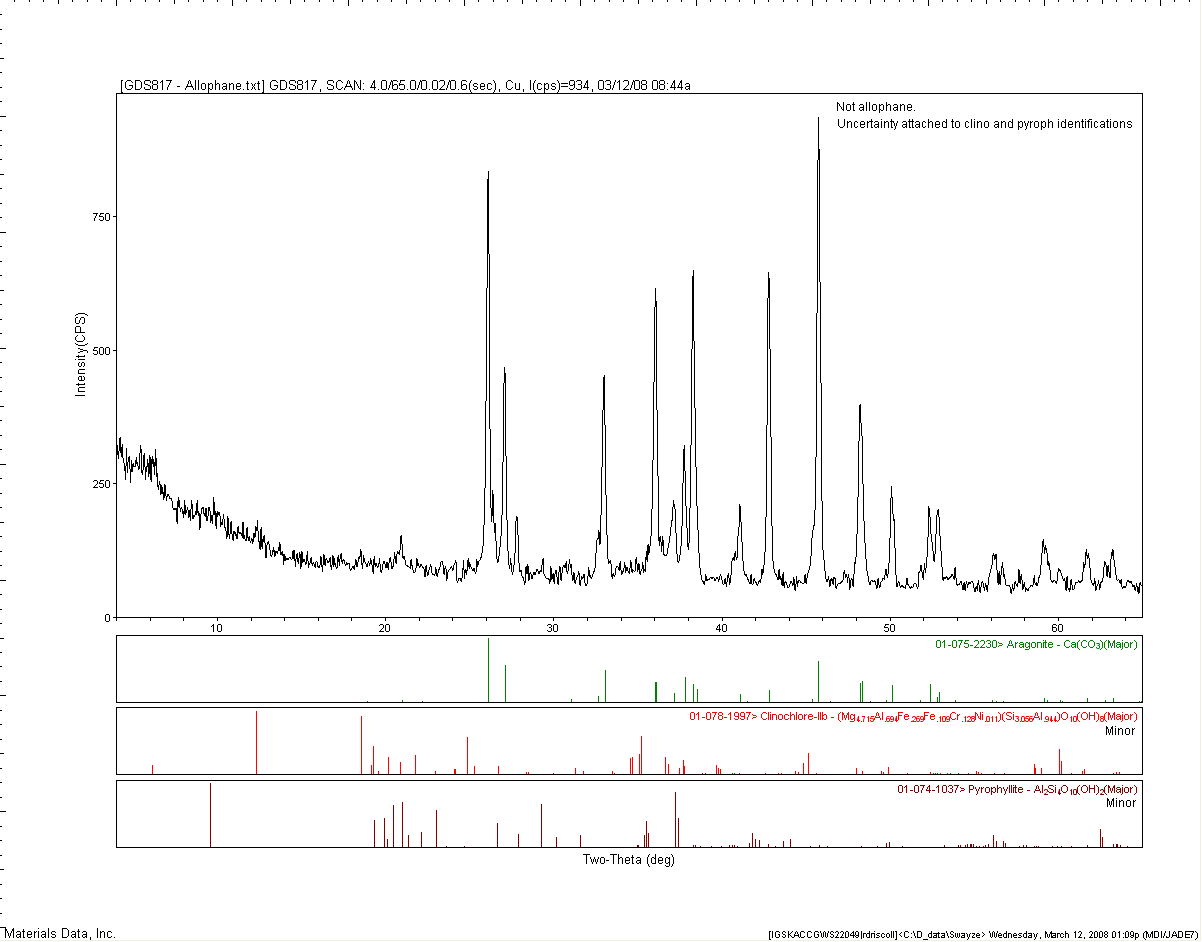 [GDS817 - Allophane.txt] GDS817, SCAN: 4.0/65.0/0.02/0.6(sec), Cu, I(cps)=934, 03/12/08 08:44a
Not allophane.
Uncertainty attached to clino and pyroph identifications
Intensity(CPS)
750
500
250
0
10 20 30 40 50 60
01-075-2230> Aragonite - Ca(CO3)(Major)
01-078-1997> Clinochlore-IIb - (Mg4.715Al.694Fe.269Fe.109Cr.128Ni.011)(Si3.056Al.944)O10(OH)8(Major)
Minor
01-074-1037> Pyrophyllite - Al2Si4O10(OH)2(Major)
Minor
Two-Theta (deg)
Materials Data, Inc.
[IGSKACCGWS22049|rdriscoll]<C:\D_data\Swayze> Wednesday, March 12, 2008 01:09p (MDI/JADE7)